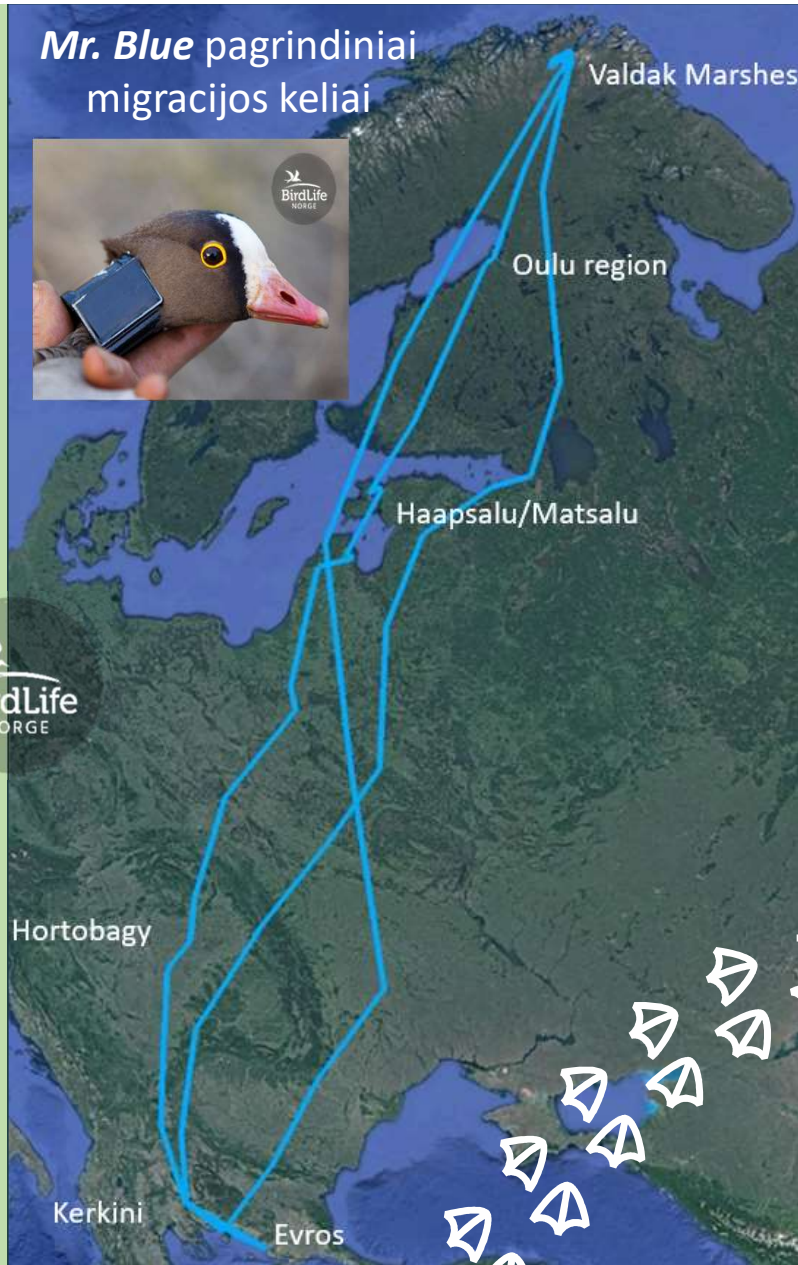 Mr. Blue pagrindiniai
migracijos keliai
BirdLife
NORGE
Valdak Marshes
Oulu region
Haapsalu/Matsalu
Hortobagy
Kerkini
Evros